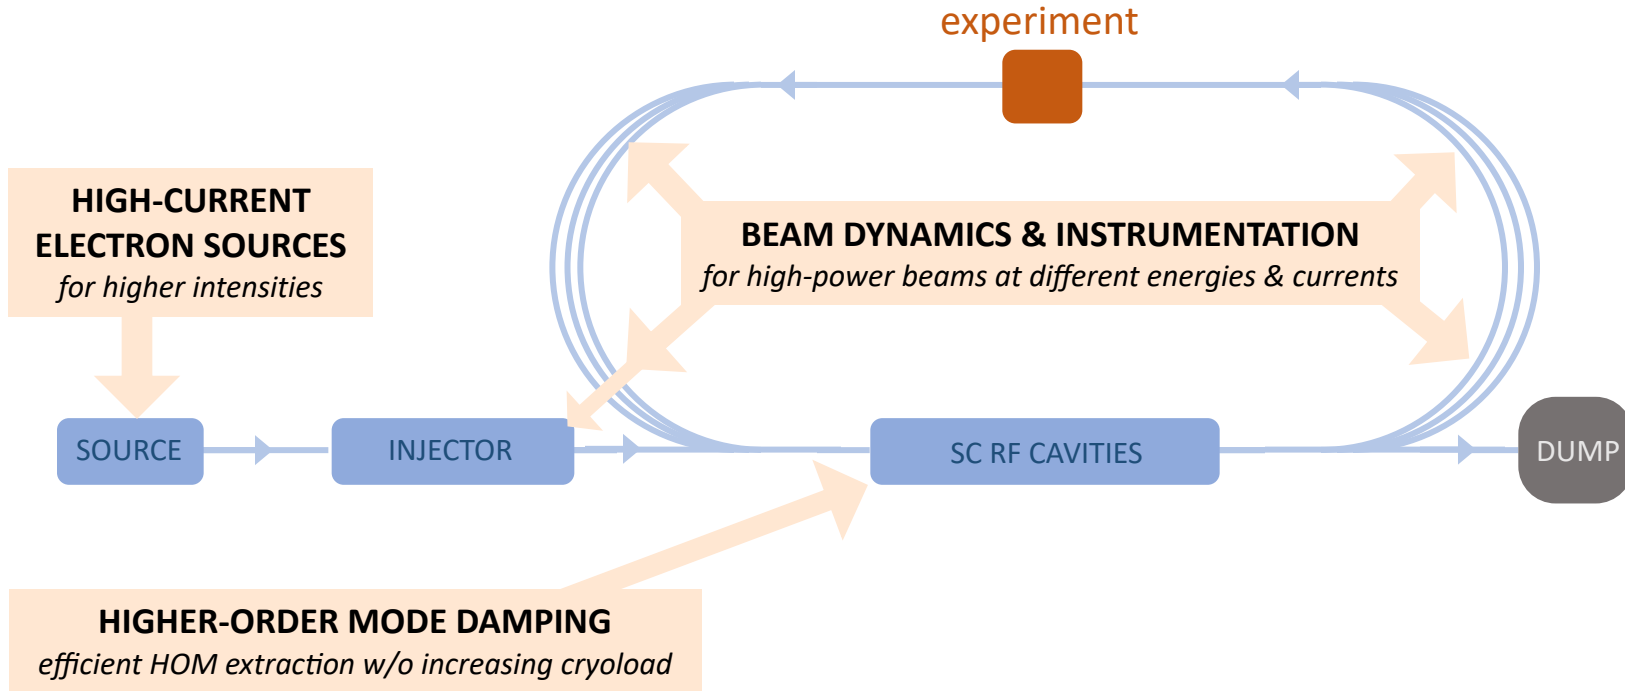 experiment
HIGH-CURRENT
ELECTRON SOURCES
for higher intensities
BEAM DYNAMICS & INSTRUMENTATION
for high-power beams at different energies & currents
SOURCE
INJECTOR
SC RF CAVITIES
DUMP
HIGHER-ORDER MODE DAMPING
efficient HOM extraction w/o increasing cryoload